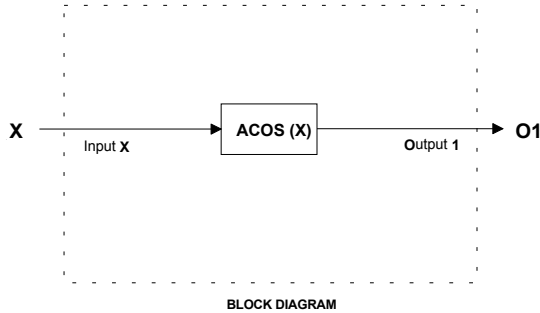 X
Input X
ACOS (X)
Output 1
O1
BLOCK DIAGRAM